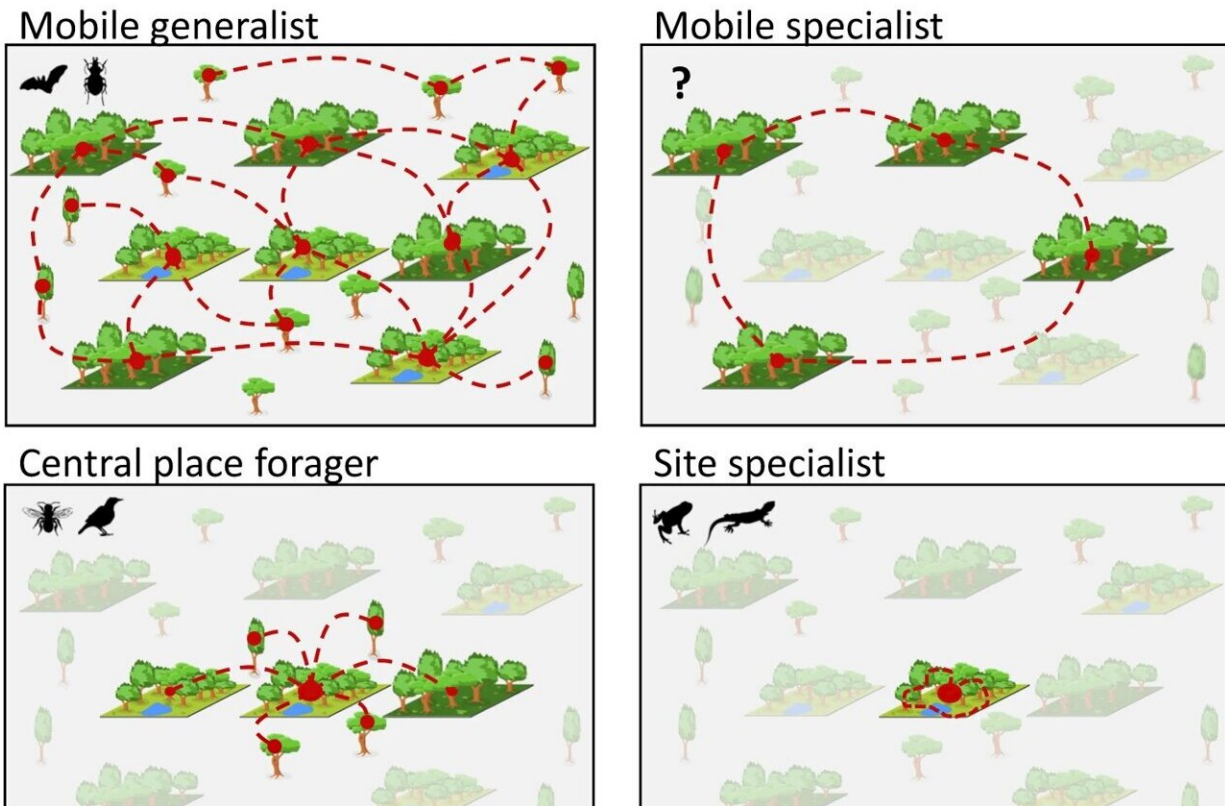 Mobile generalist
Mobile specialist
?
Central place forager
Site specialist